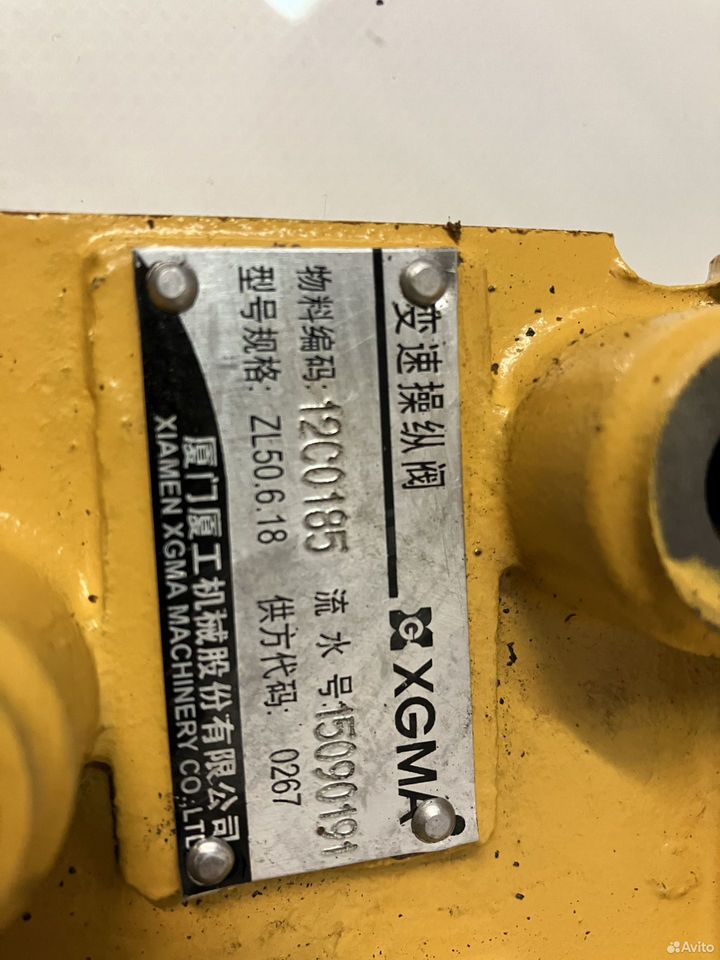 变速操纵阀
XGMA
物料编码: 12C0185 流水号: 15090191
型号规格: ZL50.6.18 供方代码: 0267
厦门厦工机械股份有限公司
XIAMEN XGMA MACHINERY CO.,LTD
Avito